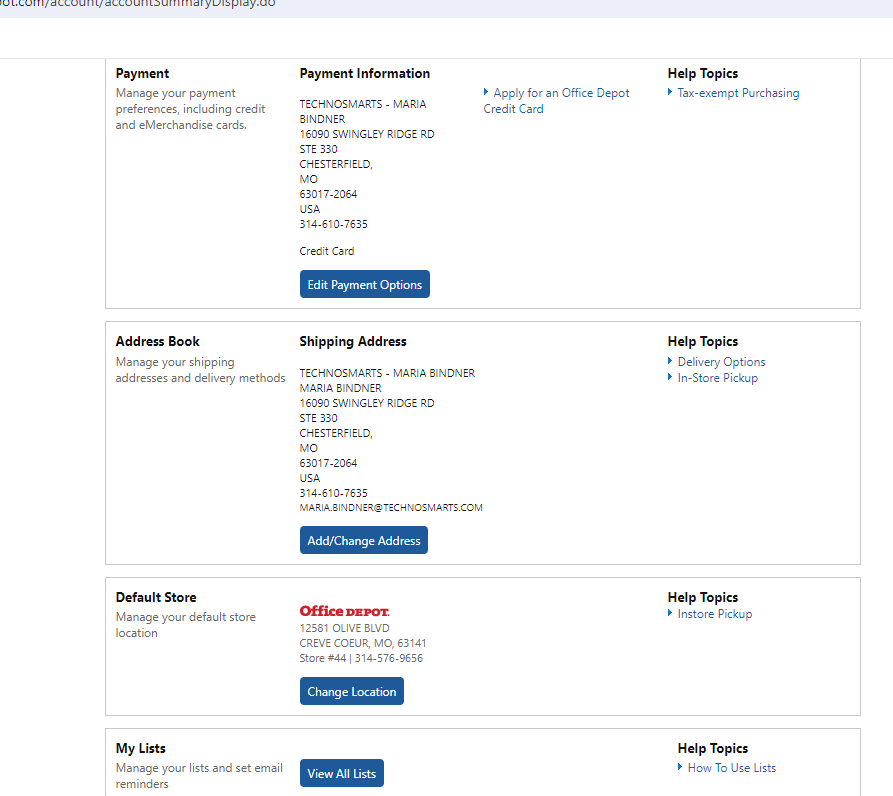 .com/account/accountSummaryDisplay.do
Payment
Manage your payment
preferences, including credit
and eMerchandise cards.
Payment Information
TECHNOSMARTS - MARIA
BINDNER
16090 SWINGLEY RIDGE RD
STE 330
CHESTERFIELD,
MO
63017-2064
USA
314-610-7635
Credit Card
Edit Payment Options
Apply for an Office Depot
Credit Card
Help Topics
Tax-exempt Purchasing
Address Book
Manage your shipping
addresses and delivery methods
Shipping Address
TECHNOSMARTS - MARIA BINDNER
MARIA BINDNER
16090 SWINGLEY RIDGE RD
STE 330
CHESTERFIELD,
MO
63017-2064
USA
314-610-7635
MARIA.BINDNER@TECHNOSMARTS.COM
Add/Change Address
Help Topics
Delivery Options
In-Store Pickup
Default Store
Manage your default store
location
Office DEPOT.
12581 OLIVE BLVD
CREVE COEUR, MO, 63141
Store #44 | 314-576-9656
Change Location
Help Topics
Instore Pickup
My Lists
Manage your lists and set email
reminders
View All Lists
Help Topics
How To Use Lists